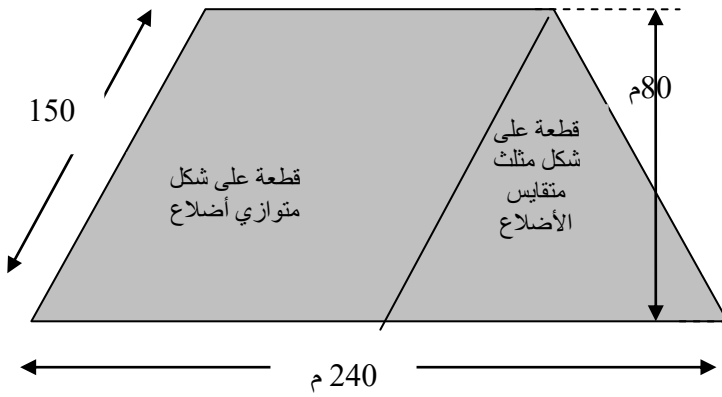 80م
150
قطعة على
شكل مثلث
متقايس
الأضلاع
قطعة على شكل
متوازي أضلاع
240 م